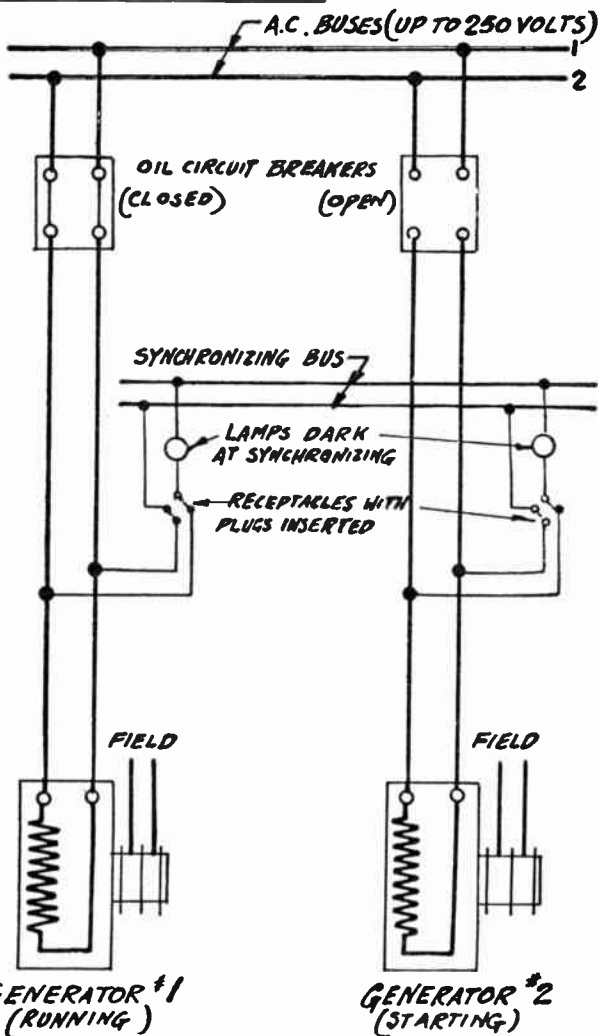 A.C. BUSES (UP TO 250 VOLTS)
1
2
OIL CIRCUIT BREAKERS
(CLOSED) (OPEN)
SYNCHRONIZING BUS
LAMPS DARK
AT SYNCHRONIZING
RECEPTACLES WITH
PLUGS INSERTED
FIELD FIELD
ENERATOR #1 GENERATOR #2
(RUNNING) (STARTING)